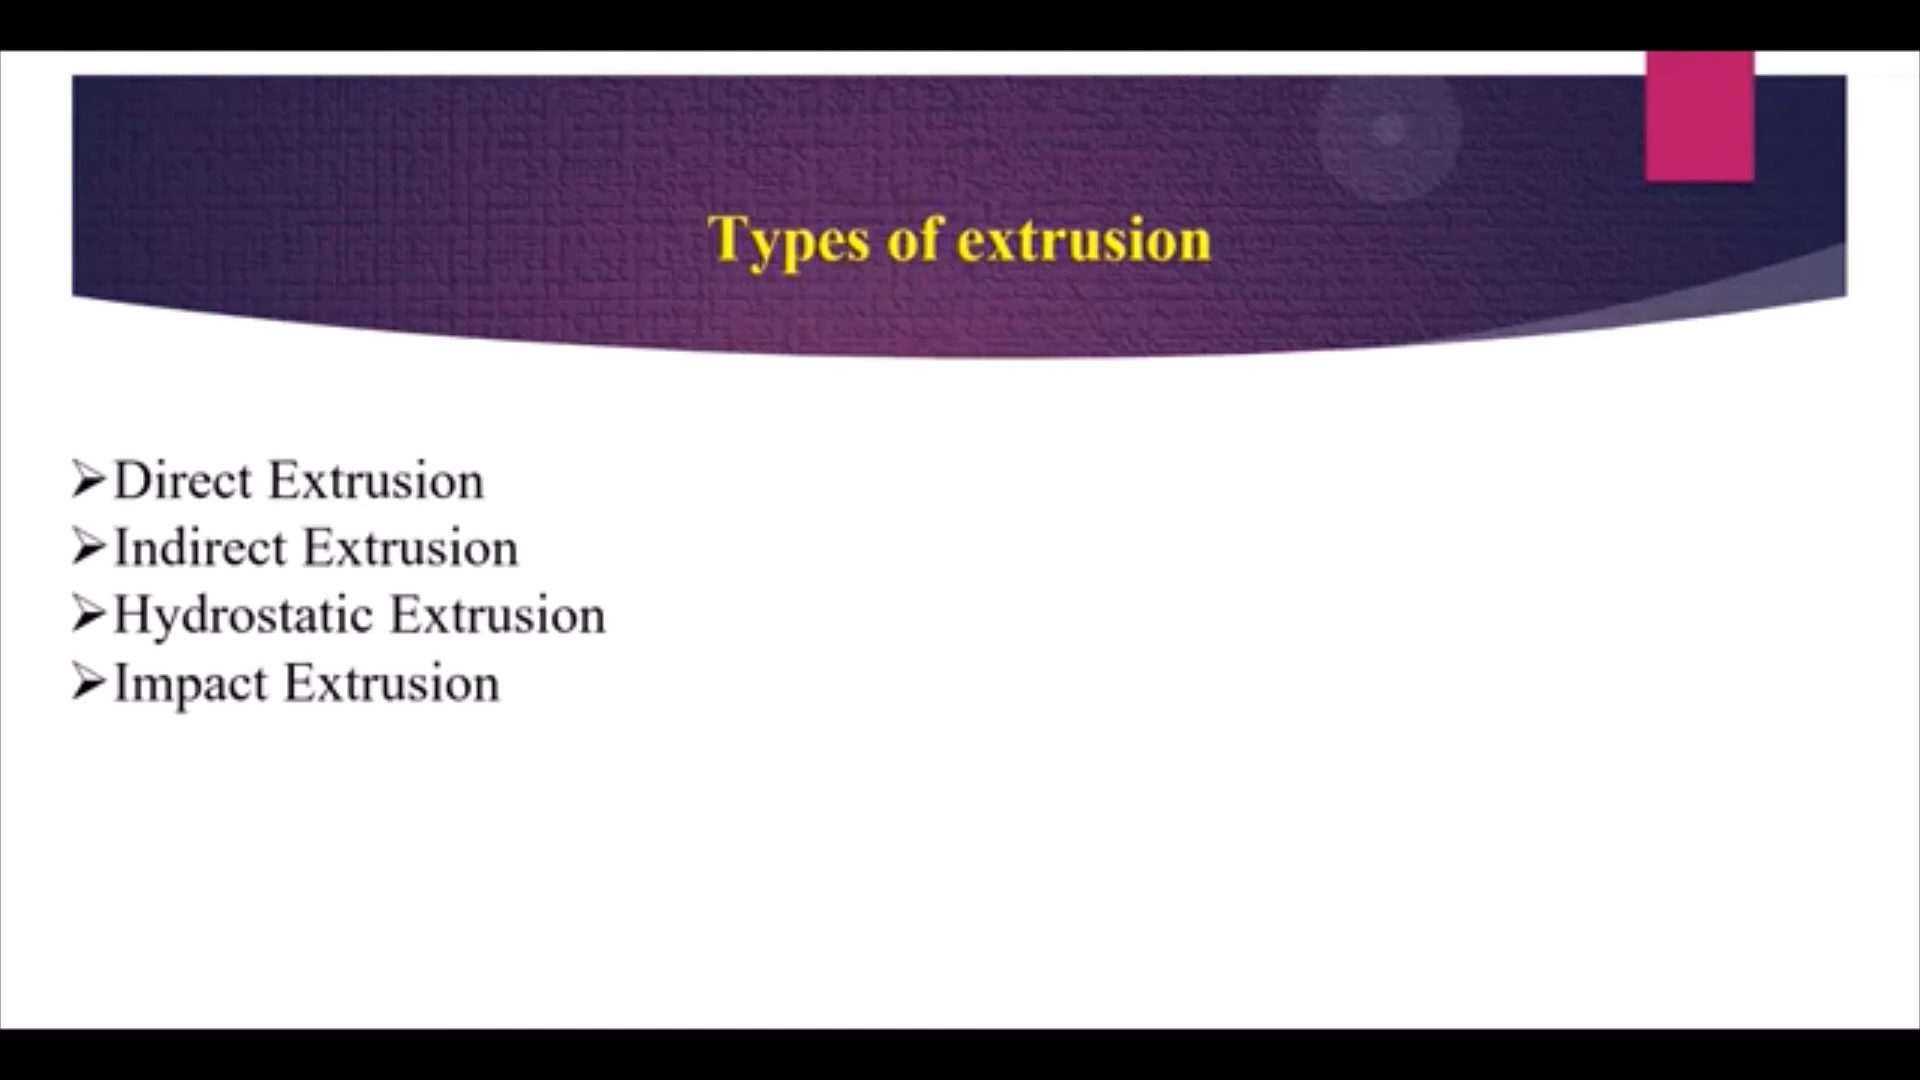 Types of extrusion
➢Direct Extrusion
➢Indirect Extrusion
➢Hydrostatic Extrusion
➢Impact Extrusion